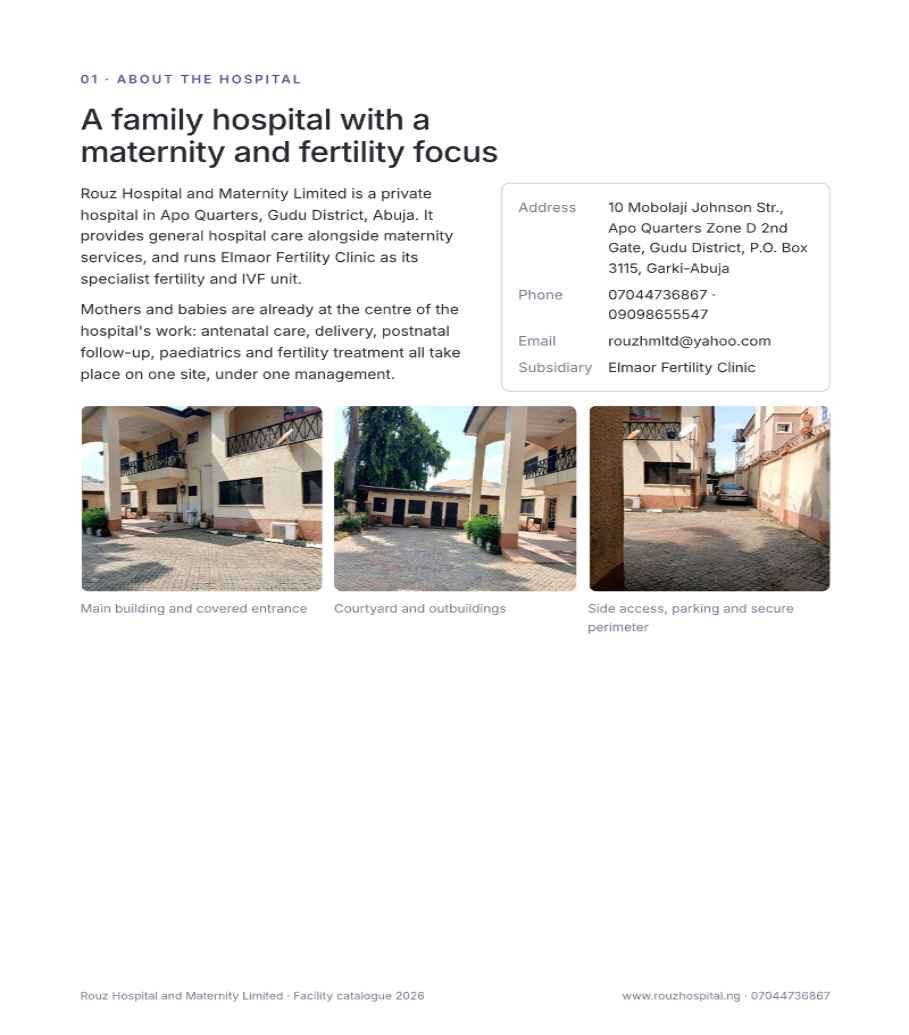 01 · ABOUT THE HOSPITAL
A family hospital with a
maternity and fertility focus
Rouz Hospital and Maternity Limited is a private
hospital in Apo Quarters, Gudu District, Abuja. It
provides general hospital care alongside maternity
services, and runs Elmaor Fertility Clinic as its
specialist fertility and IVF unit.
Mothers and babies are already at the centre of the
hospital's work: antenatal care, delivery, postnatal
follow-up, paediatrics and fertility treatment all take
place on one site, under one management.
Address 10 Mobolaji Johnson Str.,
Apo Quarters Zone D 2nd
Gate, Gudu District, P.O. Box
3115, Garki-Abuja
Phone 07044736867 ·
09098655547
Email rouzhmltd@yahoo.com
Subsidiary Elmaor Fertility Clinic
Main building and covered entrance
Courtyard and outbuildings
Side access, parking and secure
perimeter
Rouz Hospital and Maternity Limited · Facility catalogue 2026
www.rouzhospital.ng · 07044736867